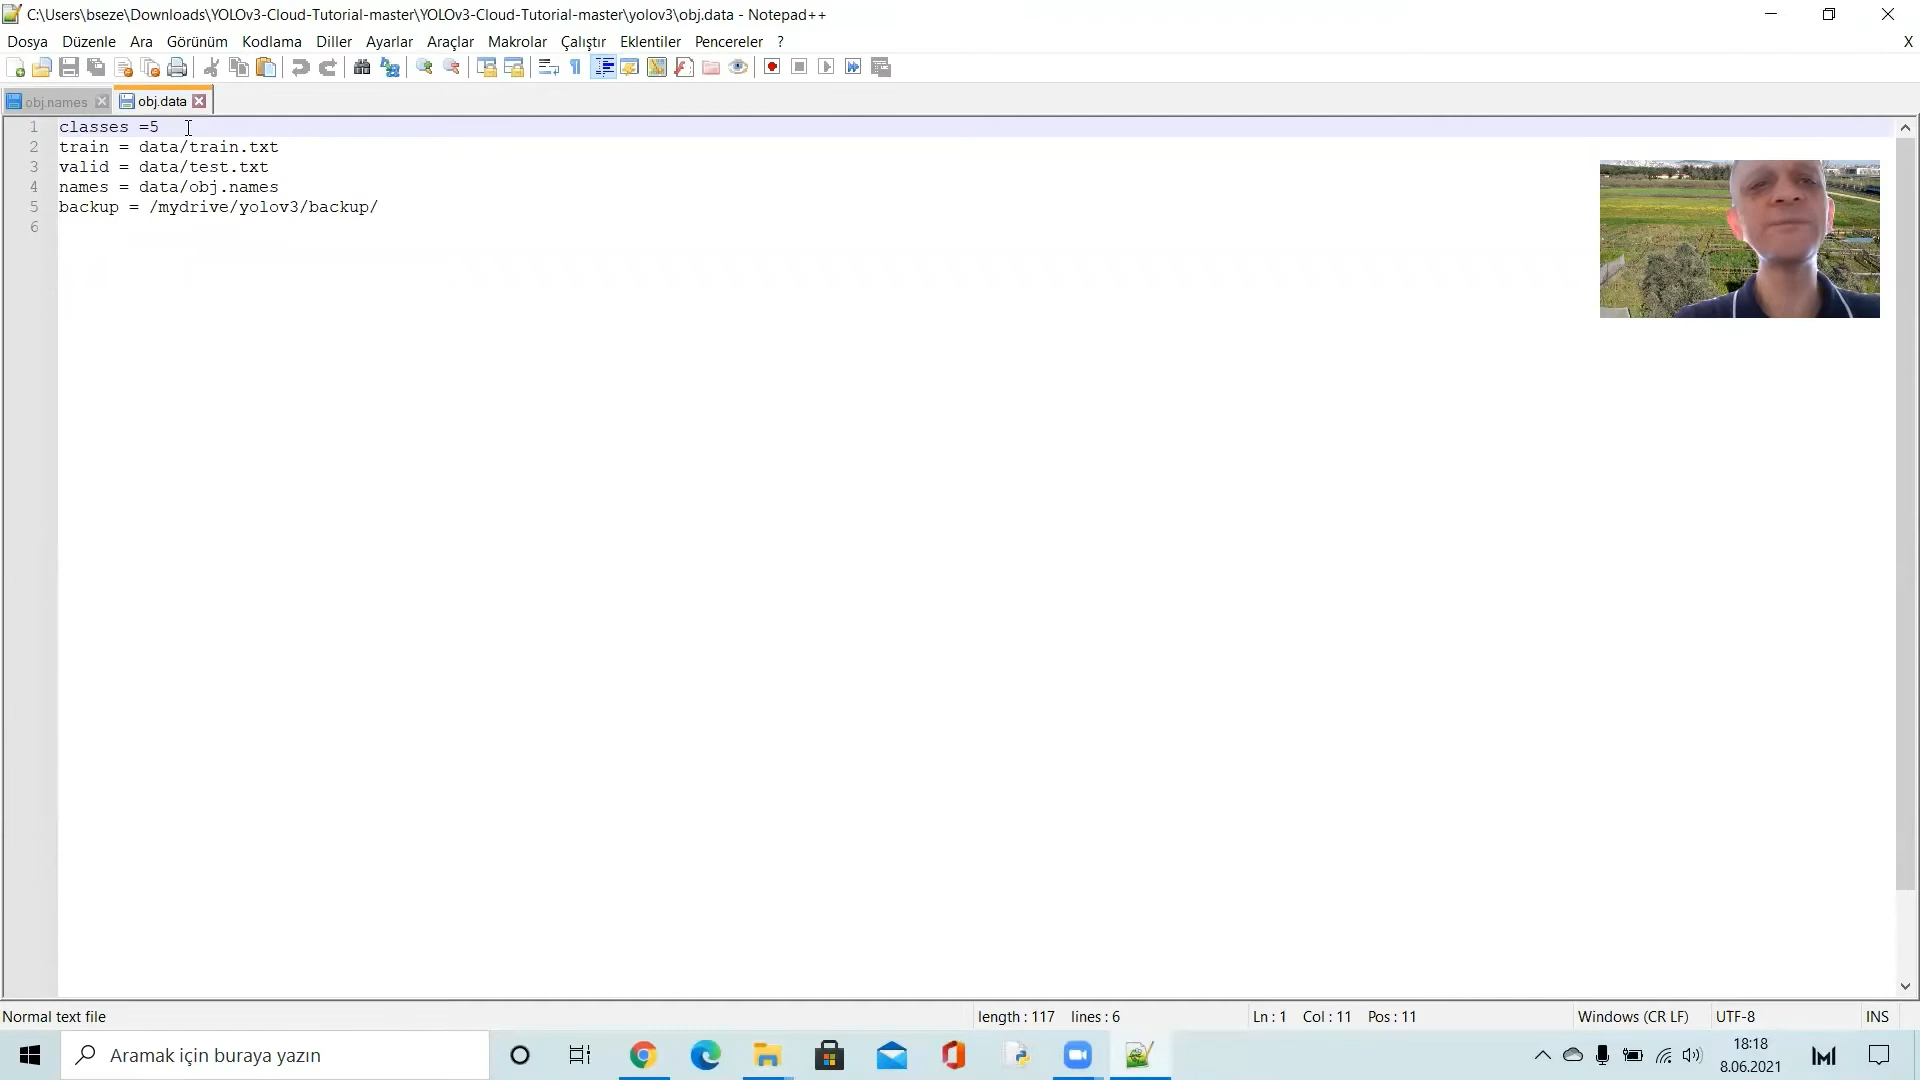 C:\Users\bseze\Downloads\YOLOv3-Cloud-Tutorial-master\YOLOv3-Cloud-Tutorial-master\yolov3\obj.data - Notepad++
Dosya Düzenle Ara Görünüm Kodlama Diller Ayarlar Araçlar Makrolar Çalıştır Eklentiler Pencereler ? X
obj.names obj.data
1 classes =5
2 train = data/train.txt
3 valid = data/test.txt
4 names = data/obj.names
5 backup = /mydrive/yolov3/backup/
6
Normal text file length : 117 lines : 6 Ln : 1 Col : 11 Pos : 11 Windows (CR LF) UTF-8 INS
Aramak için buraya yazın 18:18
8.06.2021